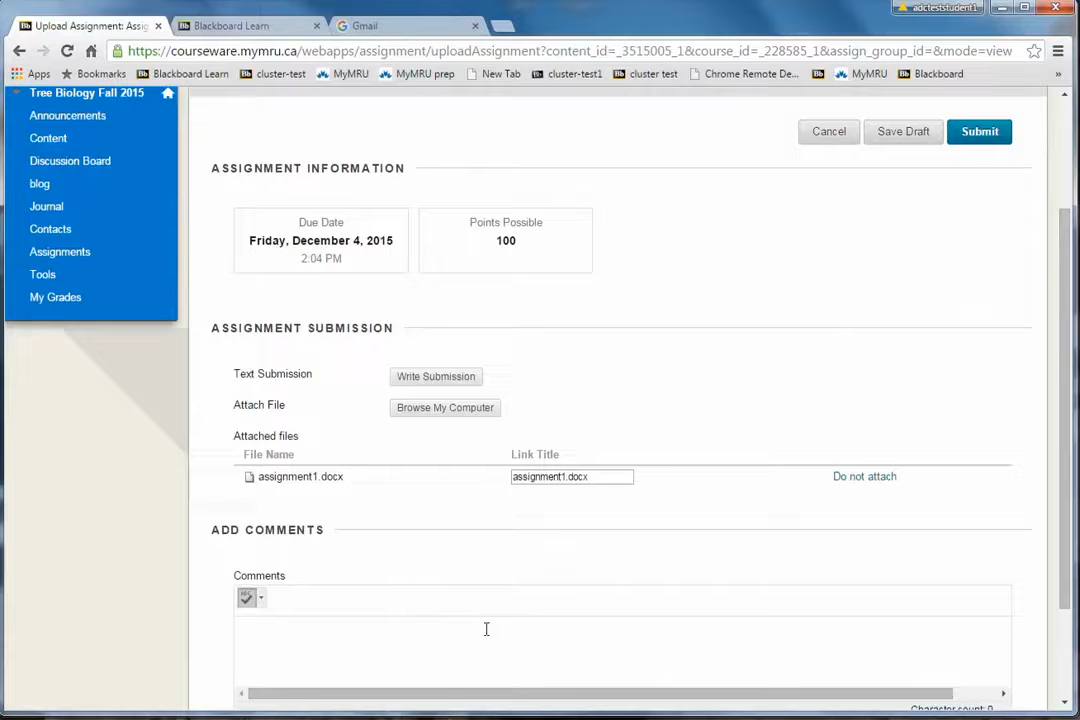 adcteststudent1
Upload Assignment: Assig
Blackboard Learn
Gmail
https://courseware.mymru.ca/webapps/assignment/uploadAssignment?content_id=_3515005_1&course_id=_228585_1&assign_group_id=&mode=view
Apps Bookmarks Blackboard Learn cluster-test MyMRU MyMRU prep New Tab cluster-test1 cluster test Chrome Remote De... MyMRU Blackboard »
Tree Biology Fall 2015
Announcements
Content
Discussion Board
blog
Journal
Contacts
Assignments
Tools
My Grades
Cancel Save Draft Submit
ASSIGNMENT INFORMATION
Due Date
Friday, December 4, 2015
2:04 PM
Points Possible
100
ASSIGNMENT SUBMISSION
Text Submission Write Submission
Attach File Browse My Computer
Attached files
File Name Link Title
assignment1.docx assignment1.docx Do not attach
ADD COMMENTS
Comments
ABC
Character count: 0